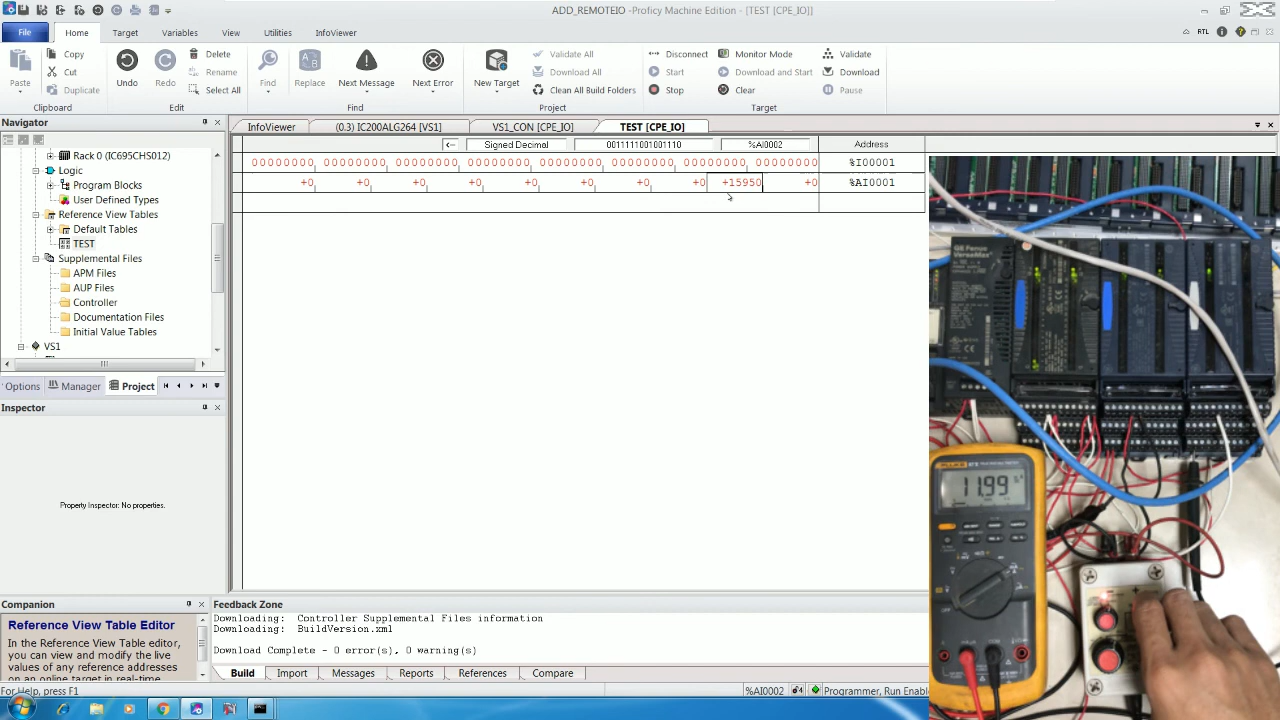 ADD_REMOTEIO -Proficy Machine Edition - [TEST [CPE_IO]]
File Home Target Variables View Utilities InfoViewer RTL
Paste Copy Cut Duplicate Undo Redo Delete Rename Select All Find Replace Next Message Next Error New Target Validate All Download All Clean All Build Folders Disconnect Start Stop Monitor Mode Download and Start Clear Validate Download Pause
Clipboard Edit Find Project Target
Navigator
Rack 0 (IC695CHS012)
Logic
Program Blocks
User Defined Types
Reference View Tables
Default Tables
TEST
Supplemental Files
APM Files
AUP Files
Controller
Documentation Files
Initial Value Tables
VS1
Options Manager Project
Inspector
Property Inspector: No properties.
Companion
Reference View Table Editor
In the Reference View Table editor,
you can view and modify the live
values of any reference addresses
on an online target in real-time.
InfoViewer (0.3) IC200ALG264 [VS1] VS1_CON [CPE_IO] TEST [CPE_IO]
Signed Decimal 0011111001001110 %AI0002 Address
00000000 00000000 00000000 00000000 00000000 00000000 00000000 00000000 %I00001
+0 +0 +0 +0 +0 +0 +0 +0 +15950 +0 %AI0001
Feedback Zone
Downloading: Controller Supplemental Files information
Downloading: BuildVersion.xml
Download Complete - 0 error(s), 0 warning(s)
Build Import Messages Reports References Compare
For Help, press F1 %AI0002 Programmer, Run Enable
GE Fanuc
VersaMax
FLUKE 87
11.99